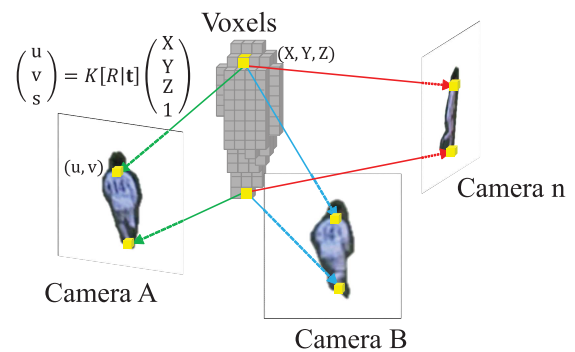 Voxels
(X, Y, Z)
(u v s) = K[R|t] (X Y Z 1)
(u, v)
Camera n
Camera A
Camera B